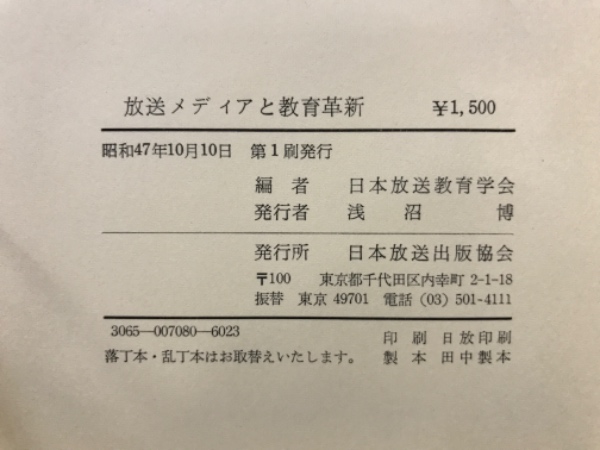 放送メディアと教育革新 ¥1,500
昭和47年10月10日 第1刷発行
編者 日本放送教育学会
発行者 浅沼博
発行所 日本放送出版協会
〒100 東京都千代田区内幸町 2-1-18
振替 東京 49701 電話 (03) 501-4111
3065—007080—6023
印刷 日放印刷
落丁本・乱丁本はお取替えいたします。 製本 田中製本